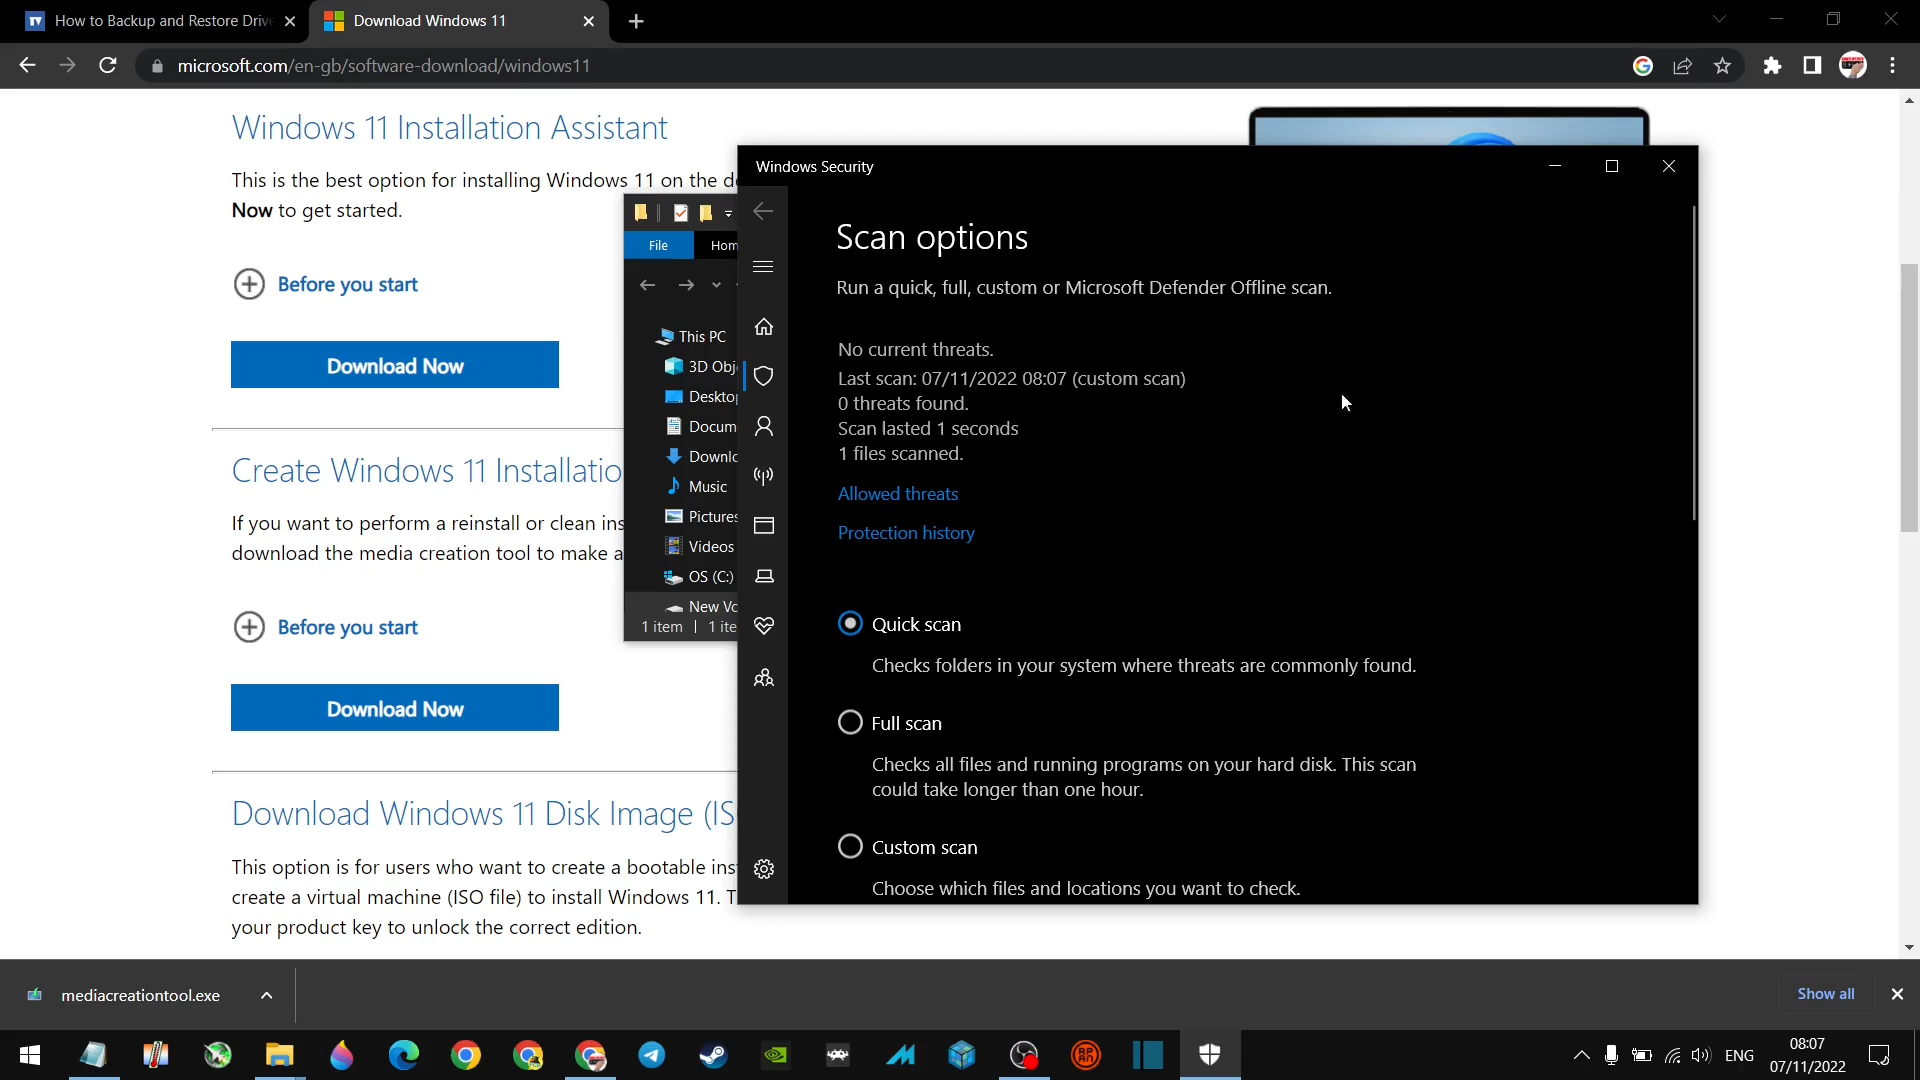 How to Backup and Restore Drive
Download Windows 11
microsoft.com/en-gb/software-download/windows11
Windows 11 Installation Assistant
This is the best option for installing Windows 11 on the de
Now to get started.
Before you start
Download Now
Create Windows 11 Installatio
If you want to perform a reinstall or clean ins
download the media creation tool to make a
Before you start
Download Now
Download Windows 11 Disk Image (IS
This option is for users who want to create a bootable ins
create a virtual machine (ISO file) to install Windows 11. T
your product key to unlock the correct edition.
File
Hom
This PC
3D Obj
Desktop
Docum
Downlo
Music
Pictures
Videos
OS (C:)
New Vo
1 item
1 ite
Windows Security
Scan options
Run a quick, full, custom or Microsoft Defender Offline scan.
No current threats.
Last scan: 07/11/2022 08:07 (custom scan)
0 threats found.
Scan lasted 1 seconds
1 files scanned.
Allowed threats
Protection history
Quick scan
Checks folders in your system where threats are commonly found.
Full scan
Checks all files and running programs on your hard disk. This scan
could take longer than one hour.
Custom scan
Choose which files and locations you want to check.
mediacreationtool.exe
Show all
ENG
08:07
07/11/2022